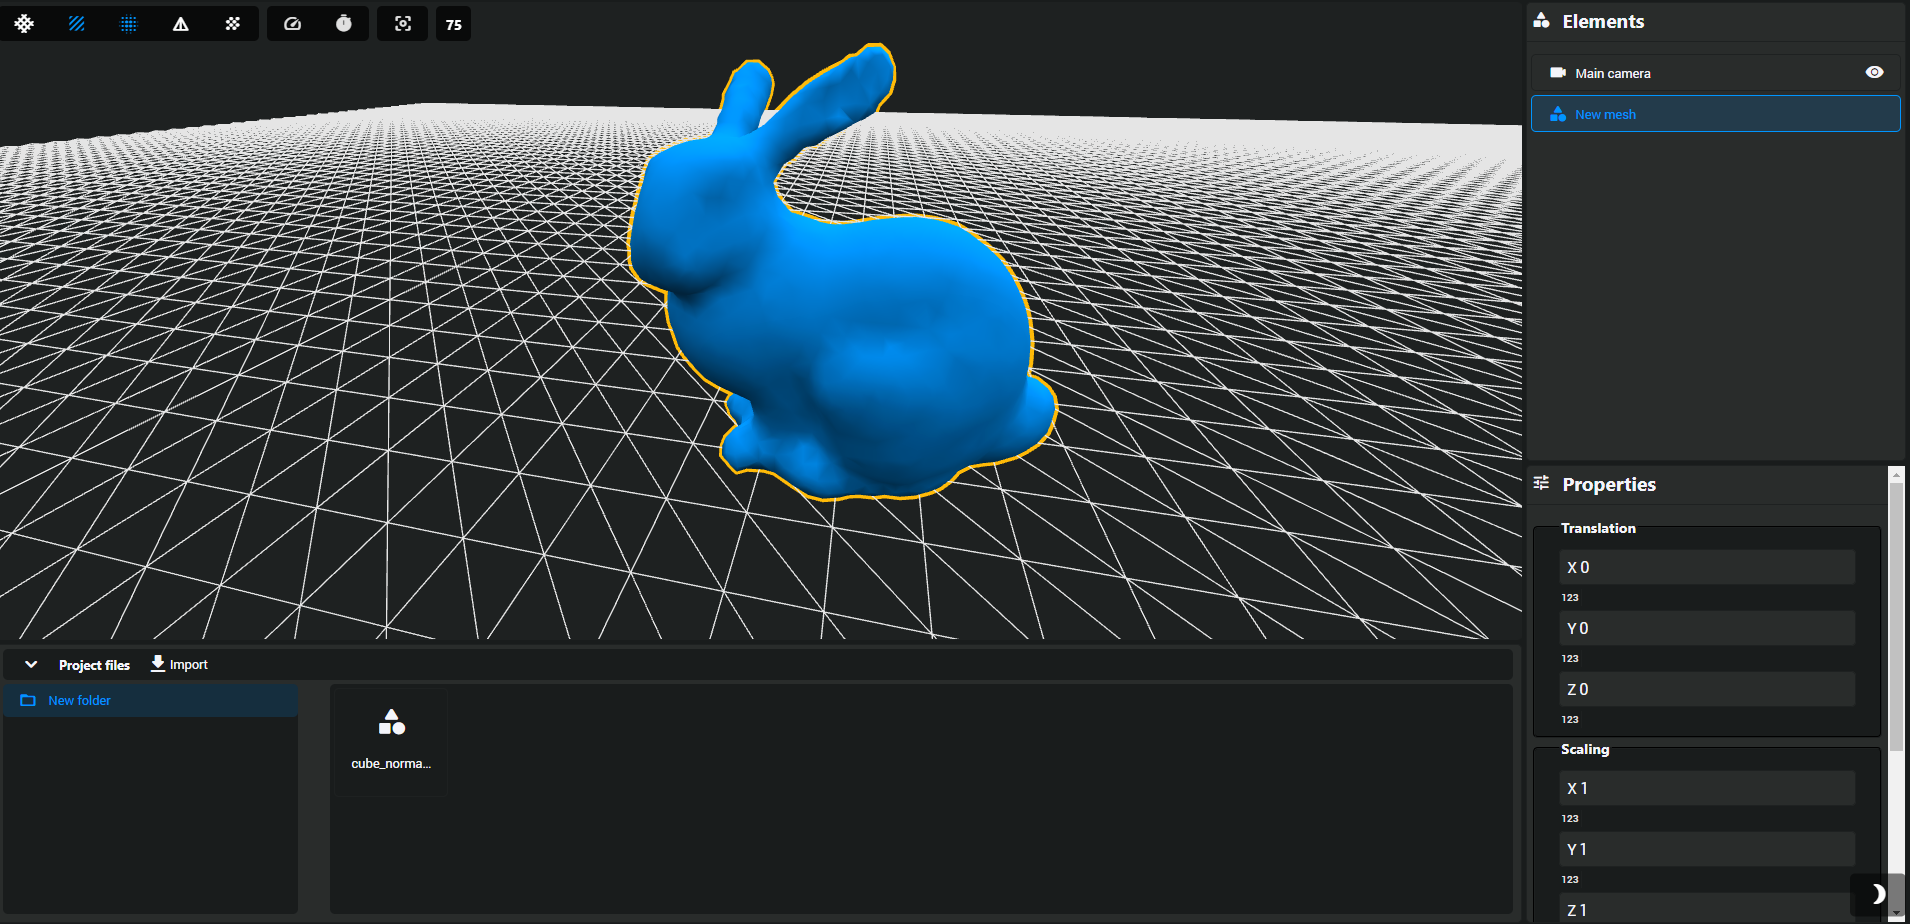 75
Elements
Main camera
New mesh
Properties
Translation
X 0
123
Y 0
123
Z 0
123
Scaling
X 1
123
Y 1
123
Z 1
Project files
Import
New folder
cube_norma...